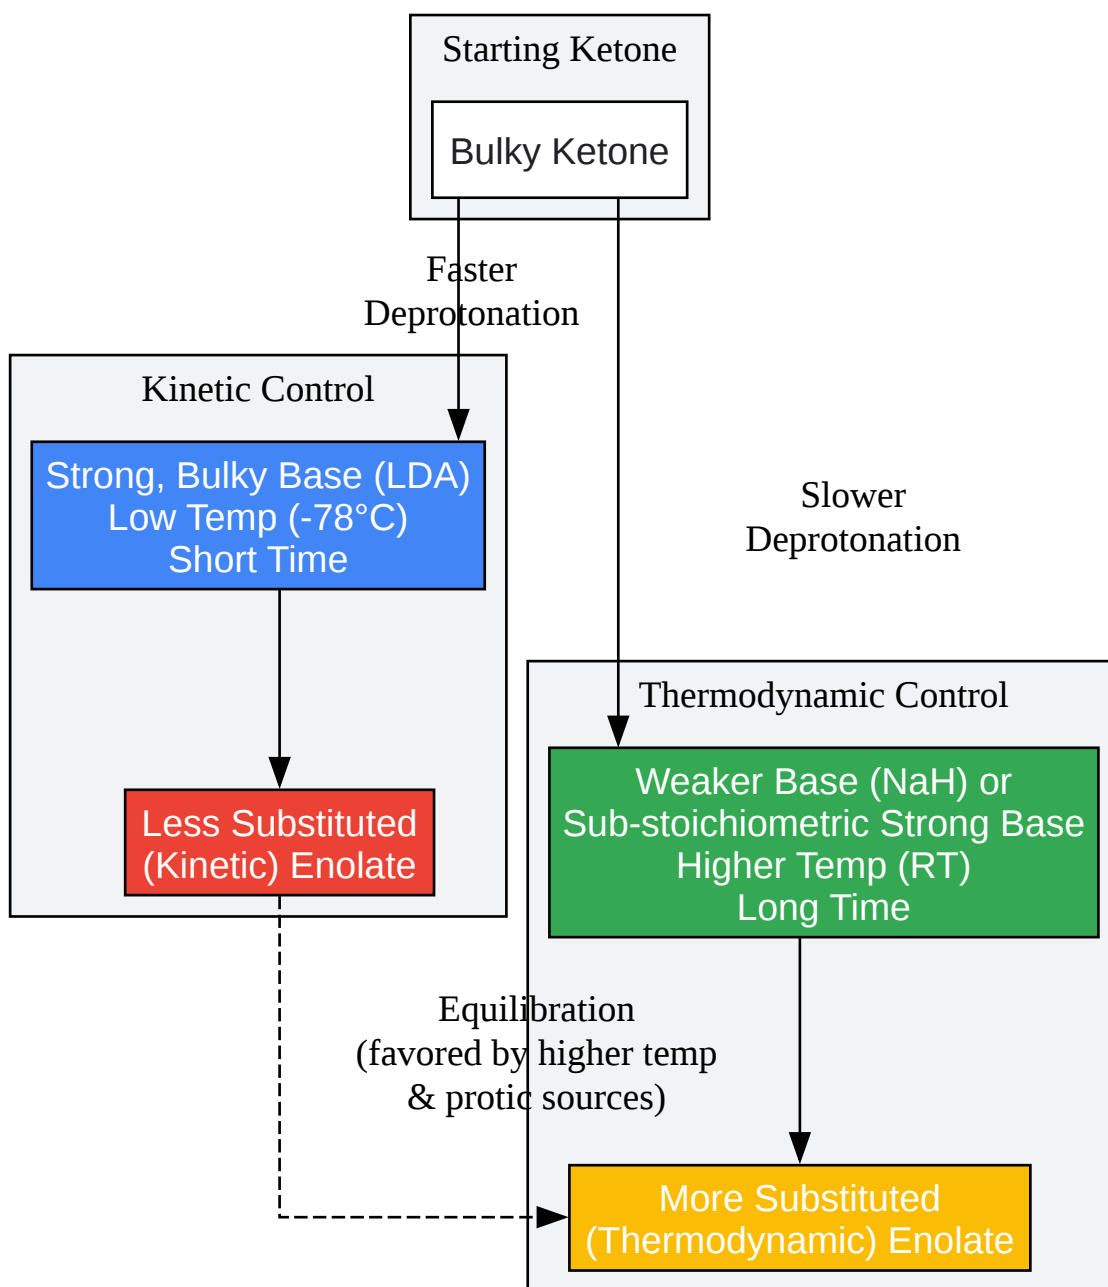 Starting Ketone
Bulky Ketone
Faster
Deprotonation
Kinetic Control
Strong, Bulky Base (LDA)
Low Temp (-78°C)
Short Time
Slower
Deprotonation
Less Substituted
(Kinetic) Enolate
Thermodynamic Control
Weaker Base (NaH) or
Sub-stoichiometric Strong Base
Higher Temp (RT)
Long Time
Equilibration
(favored by higher temp
& protic sources)
More Substituted
(Thermodynamic) Enolate